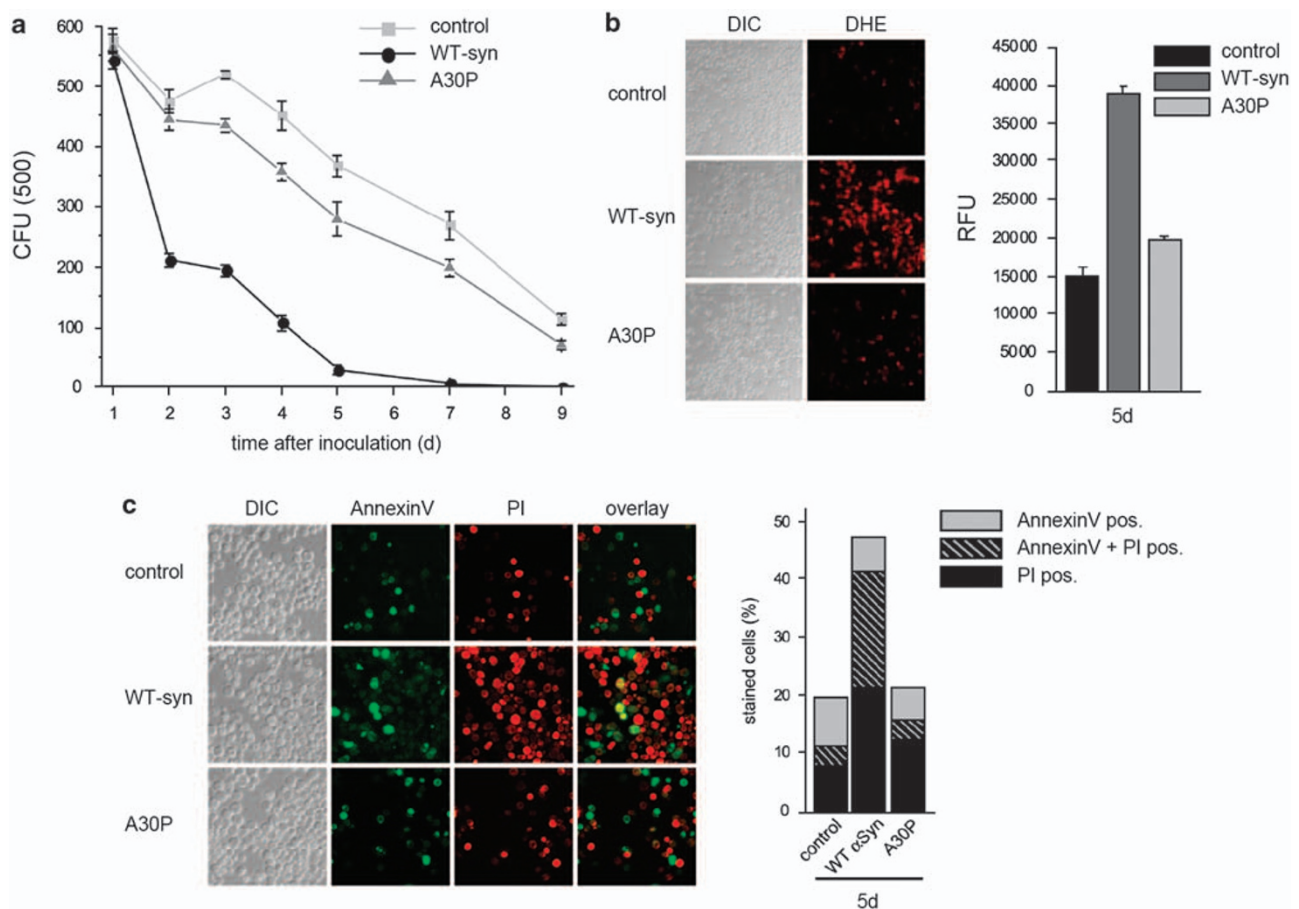 a
600
500
400
300
200
100
0
CFU (500)
1 2 3 4 5 6 7 8 9
time after inoculation (d)
control
WT-syn
A30P
b
DIC DHE
control
WT-syn
A30P
45000
40000
35000
30000
25000
20000
15000
10000
5000
0
RFU
5d
control
WT-syn
A30P
c
DIC AnnexinV PI overlay
control
WT-syn
A30P
50
40
30
20
10
0
stained cells (%)
control
WT αSyn
A30P
5d
AnnexinV pos.
AnnexinV + PI pos.
PI pos.